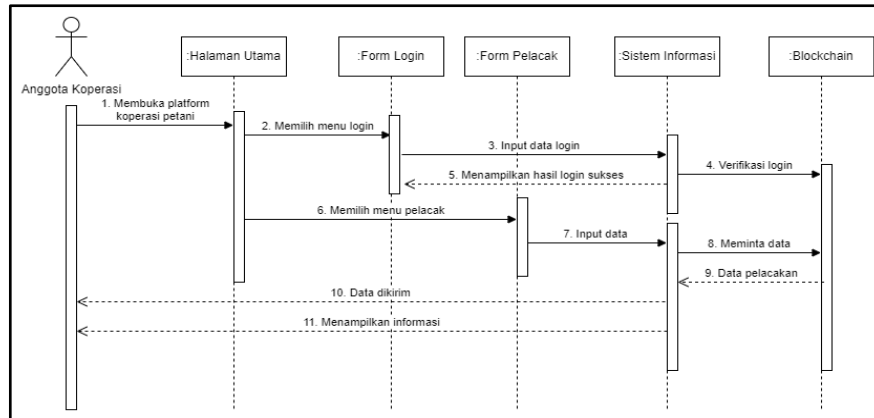 :Halaman Utama
:Form Login
:Form Pelacak
:Sistem Informasi
:Blockchain
Anggota Koperasi
1. Membuka platform
koperasi petani
2. Memilih menu login
3. Input data login
4. Verifikasi login
5. Menampilkan hasil login sukses
6. Memilih menu pelacak
7. Input data
8. Meminta data
9. Data pelacakan
10. Data dikirim
11. Menampilkan informasi